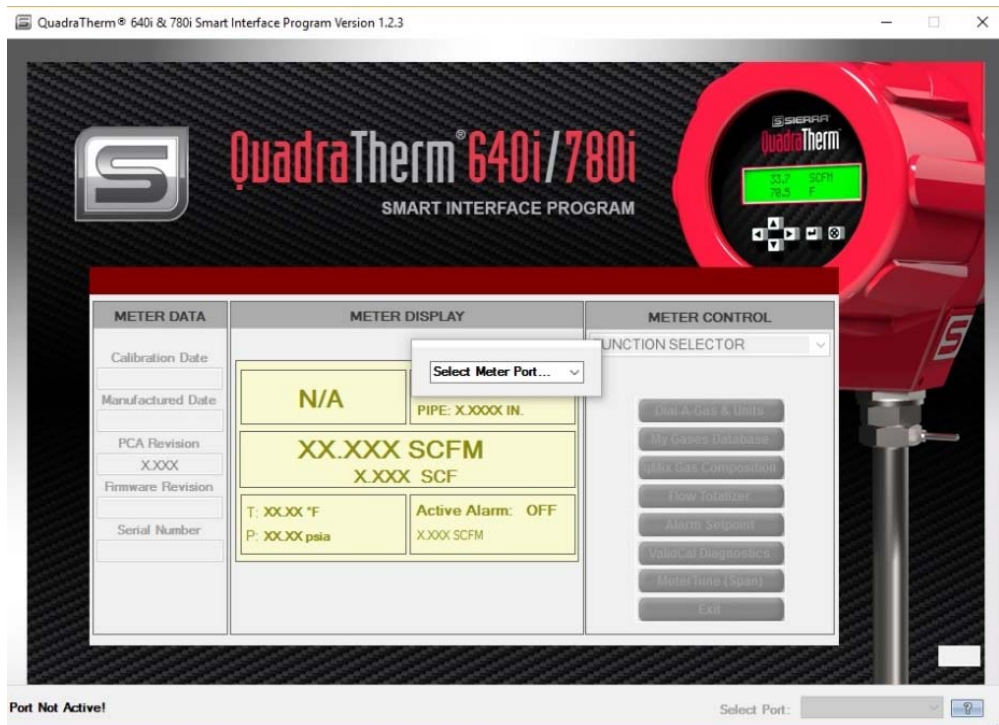 QuadraTherm® 640i & 780i Smart Interface Program Version 1.2.3
S
QuadraTherm® 640i/780i
SMART INTERFACE PROGRAM
S SIERRA
QuadraTherm
33.7 SCFM
70.5 F
METER DATA
METER DISPLAY
METER CONTROL
FUNCTION SELECTOR
Calibration Date
Select Meter Port...
N/A
PIPE: X.XXXX IN.
Manufactured Date
Dial A Gas & Units
My Gases Database
PCA Revision
X.XXX
XX.XXX SCFM
X.XXX SCF
qMix Gas Composition
Firmware Revision
Flow Totalizer
T: XX.XX °F
Active Alarm: OFF
Alarm Setpoint
Serial Number
P: XX.XX psia
X.XXX SCFM
ValidCal Diagnostics
MeterTune (Span)
Exit
Port Not Active!
Select Port:
?